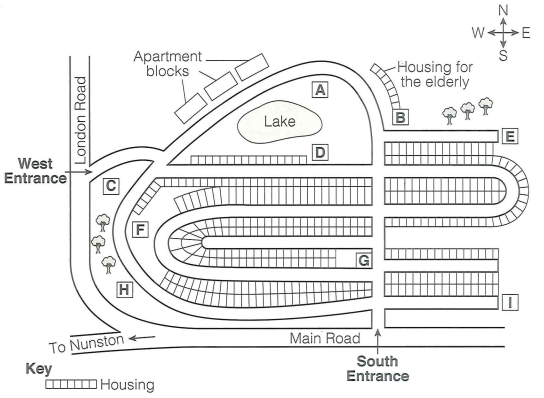 N
W E
S
Apartment
blocks
Housing for
the elderly
A
B
London Road
Lake
E
D
West
Entrance
C
F
G
H
I
To Nunston
Main Road
South
Entrance
Key
Housing